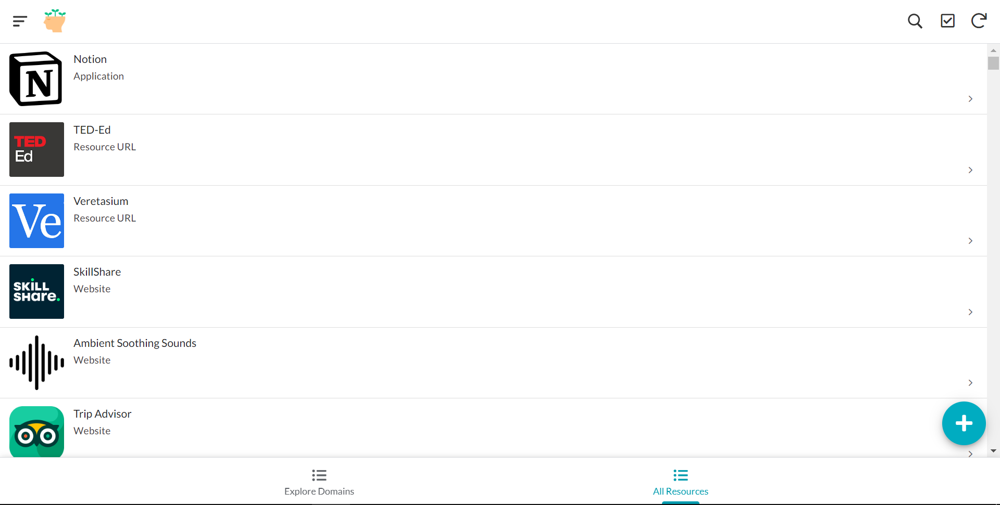 N
Notion
Application
TED
Ed
TED-Ed
Resource URL
Ve
Veretasium
Resource URL
SKILL
SHare.
SkillShare
Website
Ambient Soothing Sounds
Website
Trip Advisor
Website
Explore Domains
All Resources